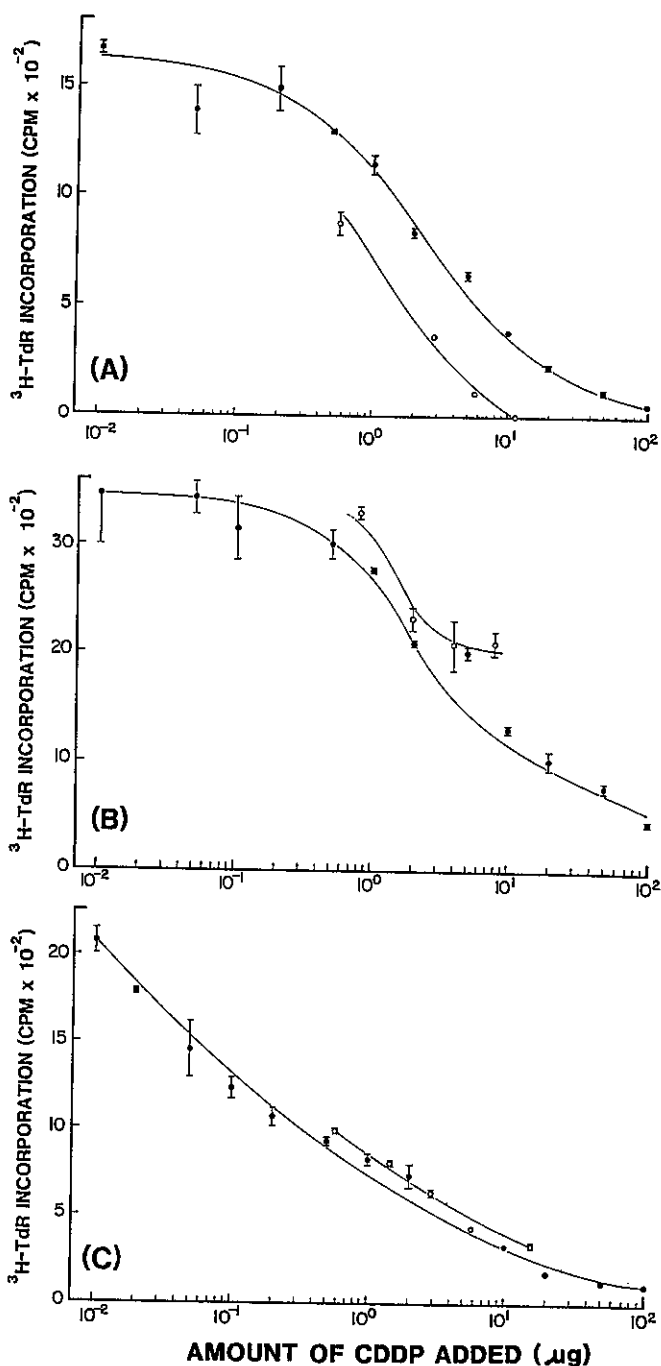 15
10
5
0
³H-TdR INCORPORATION (CPM x 10⁻²)
(A)
10⁻² 10⁻¹ 10⁰ 10¹ 10²
30
20
10
0
³H-TdR INCORPORATION (CPM x 10⁻²)
(B)
10⁻² 10⁻¹ 10⁰ 10¹ 10²
20
15
10
5
0
³H-TdR INCORPORATION (CPM x 10⁻²)
(C)
10⁻² 10⁻¹ 10⁰ 10¹ 10²
AMOUNT OF CDDP ADDED (µg)